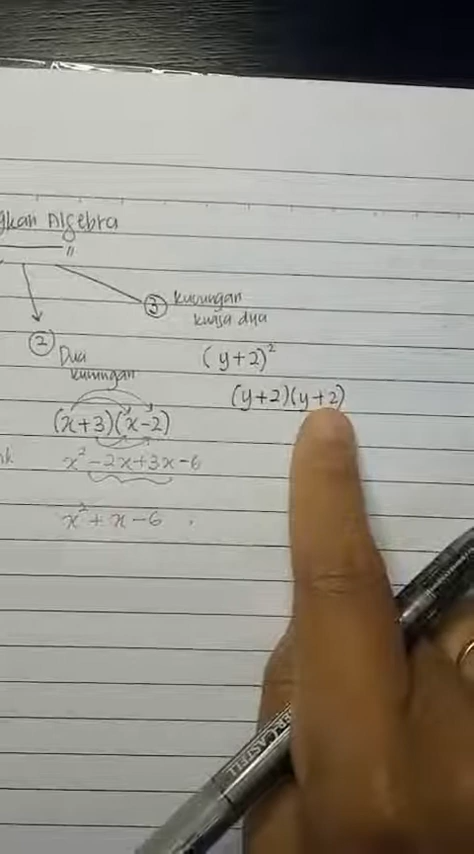 Algebra
③ kurungan
kuasa dua
② Dua
kurungan
(y+2)²
(y+2)(y+2)
(x+3)(x-2)
x² -2x+3x-6
x² + x - 6